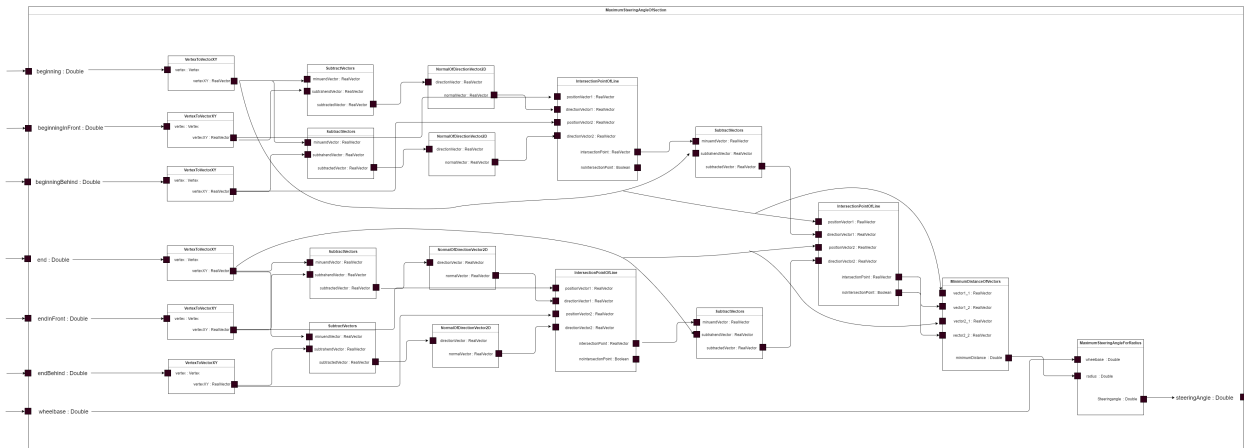 MaximumSteeringAngleOfSection
beginning : Double
VertexToVectorXY
vertex : Vertex
vertexXY : RealVector
SubtractVectors
minuendVector : RealVector
subtrahendVector : RealVector
subtractedVector : RealVector
NormalOfDirectionVector2D
directionVector : RealVector
normalVector : RealVector
IntersectionPointOfLine
positionVector1 : RealVector
directionVector1 : RealVector
positionVector2 : RealVector
directionVector2 : RealVector
intersectionPoint : RealVector
nointersectionPoint : Boolean
beginningInFront : Double
VertexToVectorXY
vertex : Vertex
vertexXY : RealVector
SubtractVectors
minuendVector : RealVector
subtrahendVector : RealVector
subtractedVector : RealVector
NormalOfDirectionVector2D
directionVector : RealVector
normalVector : RealVector
SubtractVectors
minuendVector : RealVector
subtrahendVector : RealVector
subtractedVector : RealVector
beginningBehind : Double
VertexToVectorXY
vertex : Vertex
vertexXY : RealVector
IntersectionPointOfLine
positionVector1 : RealVector
directionVector1 : RealVector
positionVector2 : RealVector
directionVector2 : RealVector
intersectionPoint : RealVector
nointersectionPoint : Boolean
end : Double
VertexToVectorXY
vertex : Vertex
vertexXY : RealVector
SubtractVectors
minuendVector : RealVector
subtrahendVector : RealVector
subtractedVector : RealVector
NormalOfDirectionVector2D
directionVector : RealVector
normalVector : RealVector
IntersectionPointOfLine
positionVector1 : RealVector
directionVector1 : RealVector
positionVector2 : RealVector
directionVector2 : RealVector
intersectionPoint : RealVector
nointersectionPoint : Boolean
MinimumDistanceOfVectors
vector1_1 : RealVector
vector1_2 : RealVector
vector2_1 : RealVector
vector2_2 : RealVector
minimumDistance : Double
endInFront : Double
VertexToVectorXY
vertex : Vertex
vertexXY : RealVector
SubtractVectors
minuendVector : RealVector
subtrahendVector : RealVector
subtractedVector : RealVector
NormalOfDirectionVector2D
directionVector : RealVector
normalVector : RealVector
SubtractVectors
minuendVector : RealVector
subtrahendVector : RealVector
subtractedVector : RealVector
endBehind : Double
VertexToVectorXY
vertex : Vertex
vertexXY : RealVector
MaximumSteeringAngleForRadius
wheelbase : Double
radius : Double
Steeringangle : Double
steeringAngle : Double
wheelbase : Double